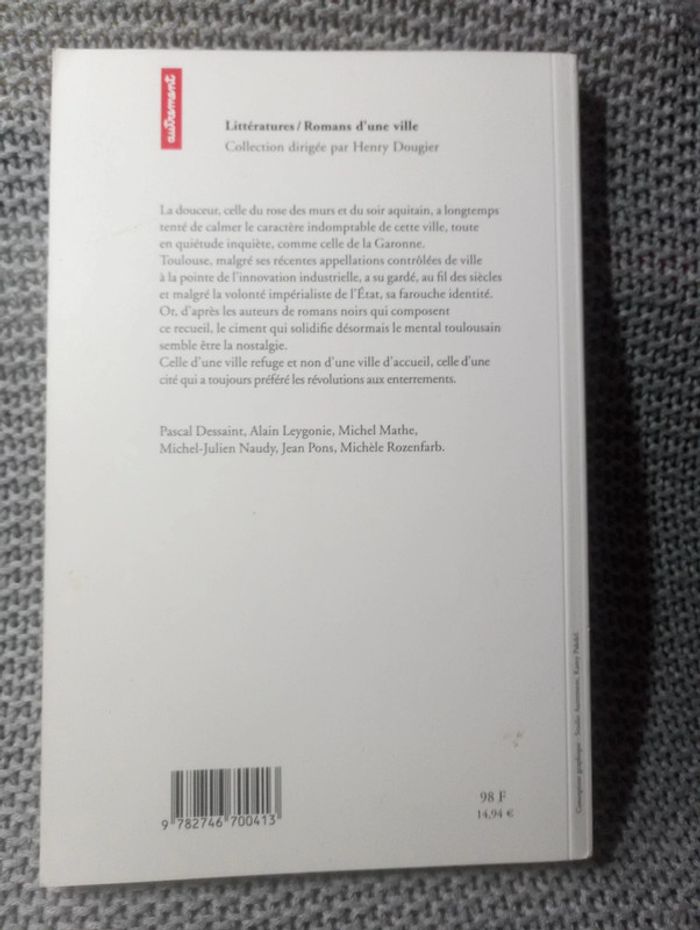 autrement
Littératures / Romans d'une ville
Collection dirigée par Henry Dougier
La douceur, celle du rose des murs et du soir aquitain, a longtemps
tenté de calmer le caractère indomptable de cette ville, toute
en quiétude inquiète, comme celle de la Garonne.
Toulouse, malgré ses récentes appellations contrôlées de ville
à la pointe de l'innovation industrielle, a su gardé, au fil des siècles
et malgré la volonté impérialiste de l'État, sa farouche identité.
Or, d'après les auteurs de romans noirs qui composent
ce recueil, le ciment qui solidifie désormais le mental toulousain
semble être la nostalgie.
Celle d'une ville refuge et non d'une ville d'accueil, celle d'une
cité qui a toujours préféré les révolutions aux enterrements.
Pascal Dessaint, Alain Leygonie, Michel Mathe,
Michel-Julien Naudy, Jean Pons, Michèle Rozenfarb.
9 782746 700413
98 F
14,94 €
Conception graphique : Studio Autrement,